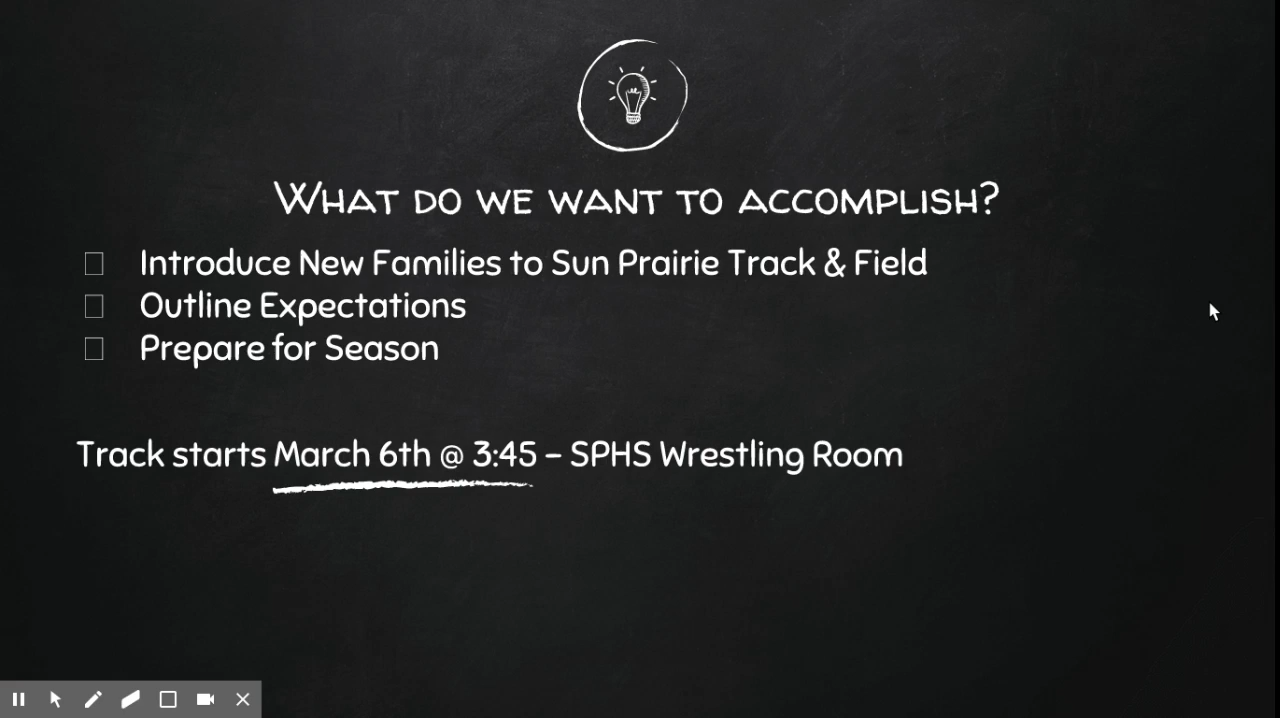 What do we want to accomplish?
Introduce New Families to Sun Prairie Track & Field
Outline Expectations
Prepare for Season
Track starts March 6th @ 3:45 – SPHS Wrestling Room